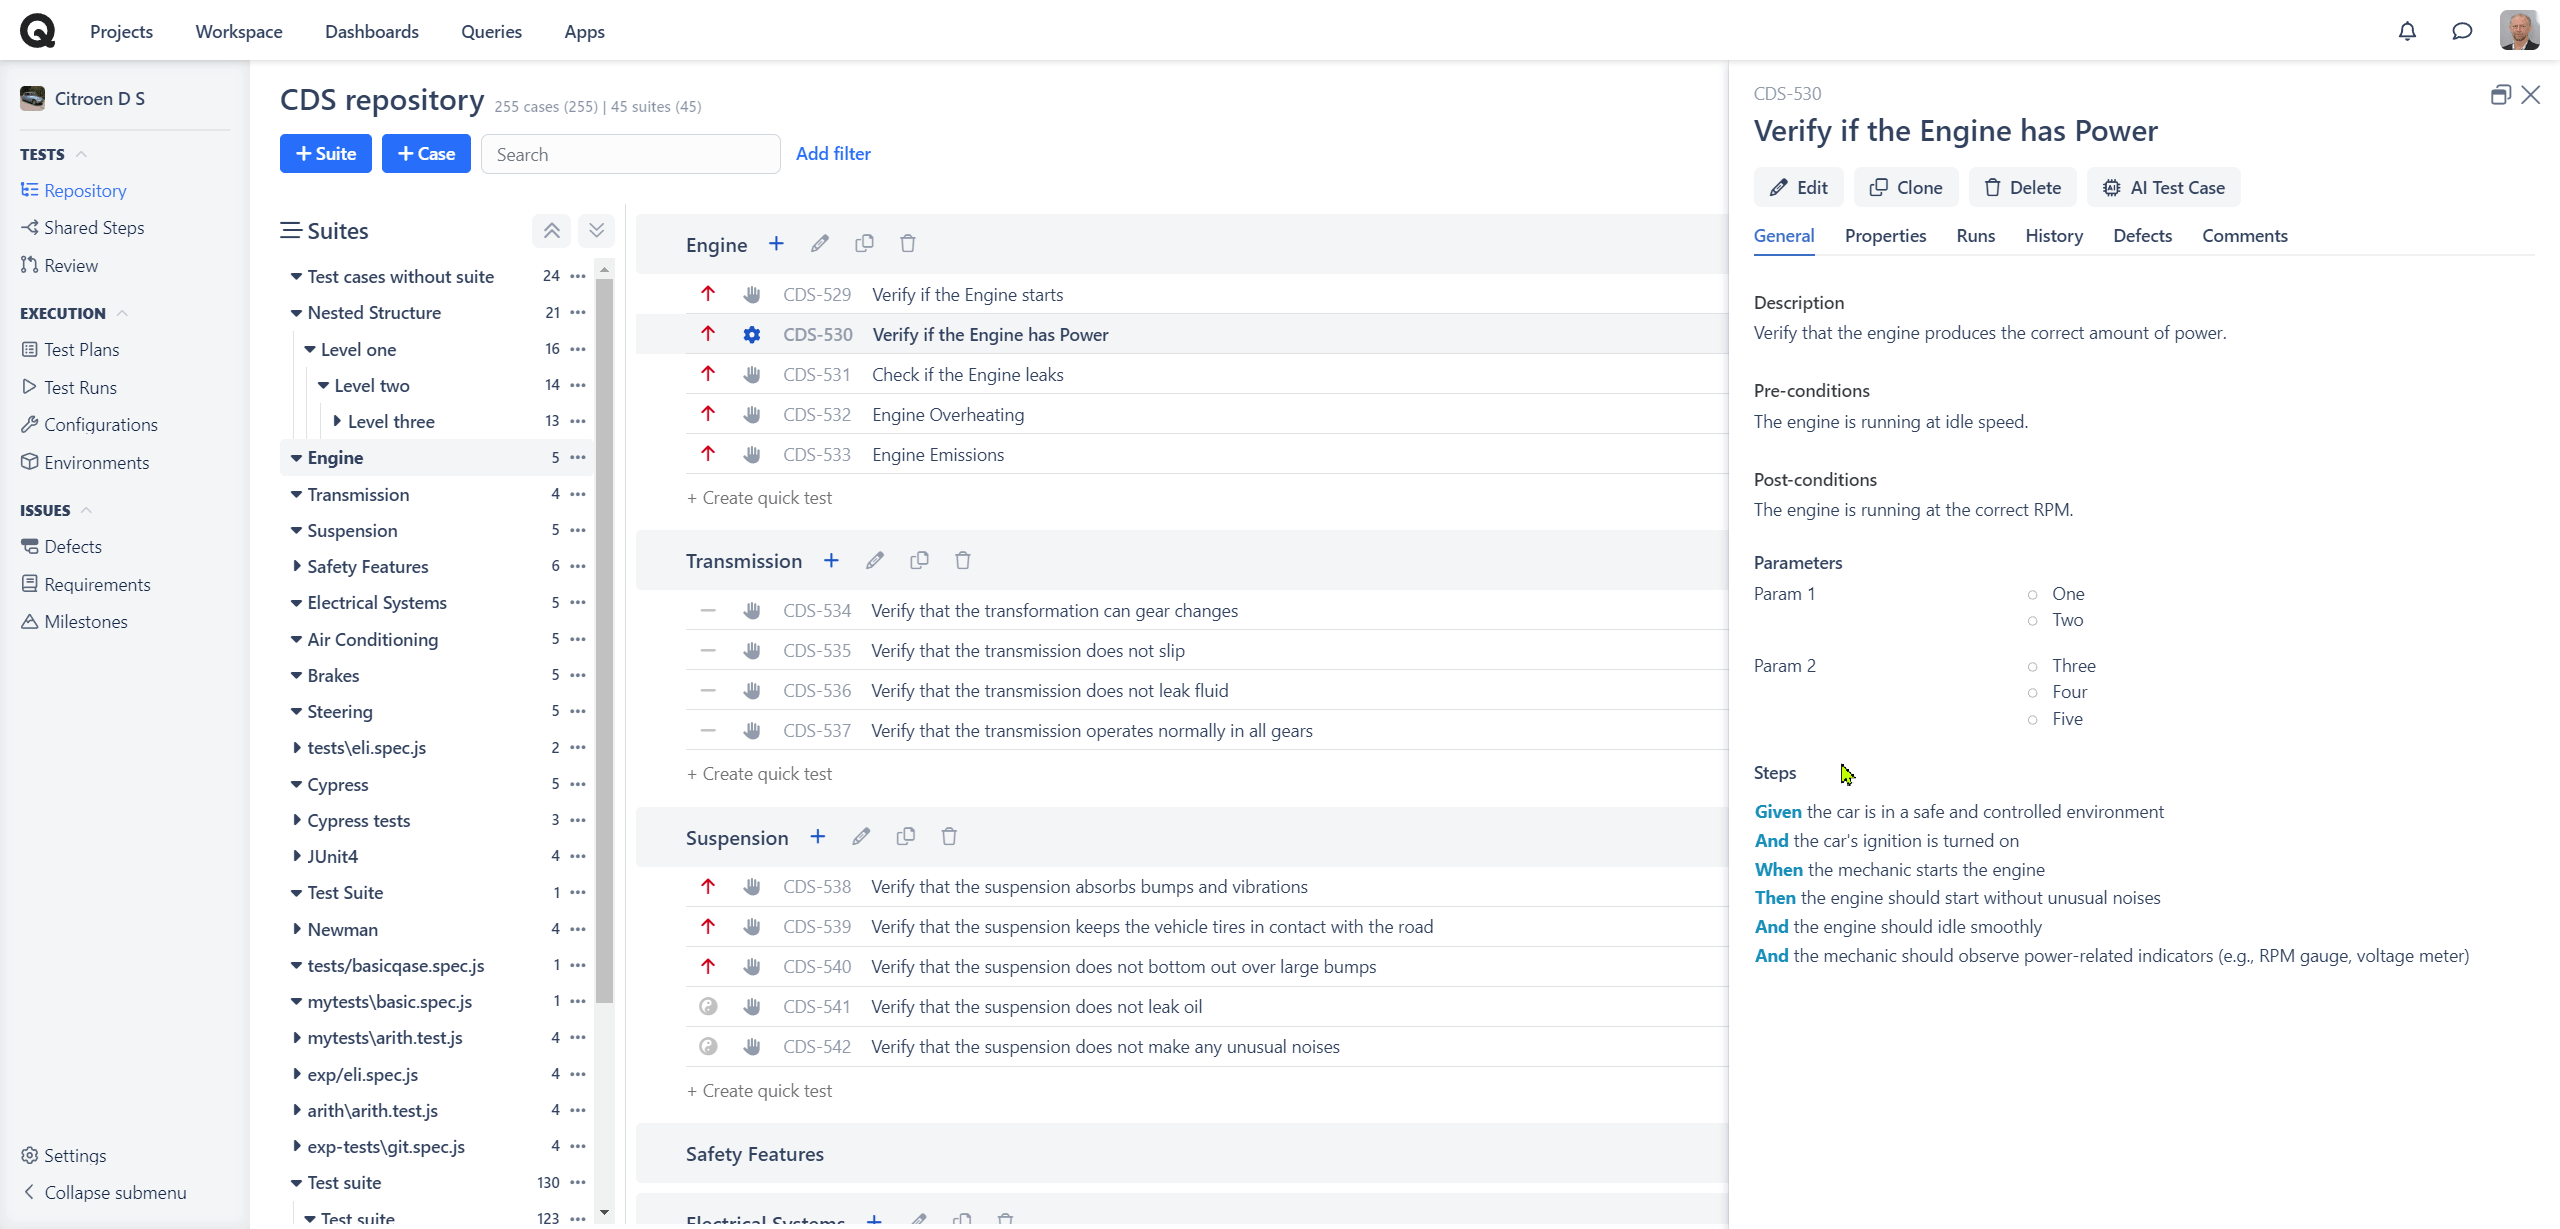 Projects
Workspace
Dashboards
Queries
Apps
Citroen D S
TESTS
Repository
Shared Steps
Review
EXECUTION
Test Plans
Test Runs
Configurations
Environments
ISSUES
Defects
Requirements
Milestones
Settings
Collapse submenu
CDS repository 255 cases (255) | 45 suites (45)
+ Suite
+ Case
Search
Add filter
Suites
Test cases without suite 24
Nested Structure 21
Level one 16
Level two 14
Level three 13
Engine 5
Transmission 4
Suspension 5
Safety Features 6
Electrical Systems 5
Air Conditioning 5
Brakes 5
Steering 5
tests\eli.spec.js 2
Cypress 5
Cypress tests 3
JUnit4 4
Test Suite 1
Newman 4
tests/basicqase.spec.js 1
mytests\basic.spec.js 1
mytests\arith.test.js 4
exp/eli.spec.js 4
arith\arith.test.js 4
exp-tests\git.spec.js 4
Test suite 130
Test suite 123
Engine
CDS-529 Verify if the Engine starts
CDS-530 Verify if the Engine has Power
CDS-531 Check if the Engine leaks
CDS-532 Engine Overheating
CDS-533 Engine Emissions
+ Create quick test
Transmission
CDS-534 Verify that the transformation can gear changes
CDS-535 Verify that the transmission does not slip
CDS-536 Verify that the transmission does not leak fluid
CDS-537 Verify that the transmission operates normally in all gears
+ Create quick test
Suspension
CDS-538 Verify that the suspension absorbs bumps and vibrations
CDS-539 Verify that the suspension keeps the vehicle tires in contact with the road
CDS-540 Verify that the suspension does not bottom out over large bumps
CDS-541 Verify that the suspension does not leak oil
CDS-542 Verify that the suspension does not make any unusual noises
+ Create quick test
Safety Features
Electrical Systems
CDS-530
Verify if the Engine has Power
Edit
Clone
Delete
AI Test Case
General
Properties
Runs
History
Defects
Comments
Description
Verify that the engine produces the correct amount of power.
Pre-conditions
The engine is running at idle speed.
Post-conditions
The engine is running at the correct RPM.
Parameters
Param 1
One
Two
Param 2
Three
Four
Five
Steps
Given the car is in a safe and controlled environment
And the car's ignition is turned on
When the mechanic starts the engine
Then the engine should start without unusual noises
And the engine should idle smoothly
And the mechanic should observe power-related indicators (e.g., RPM gauge, voltage meter)